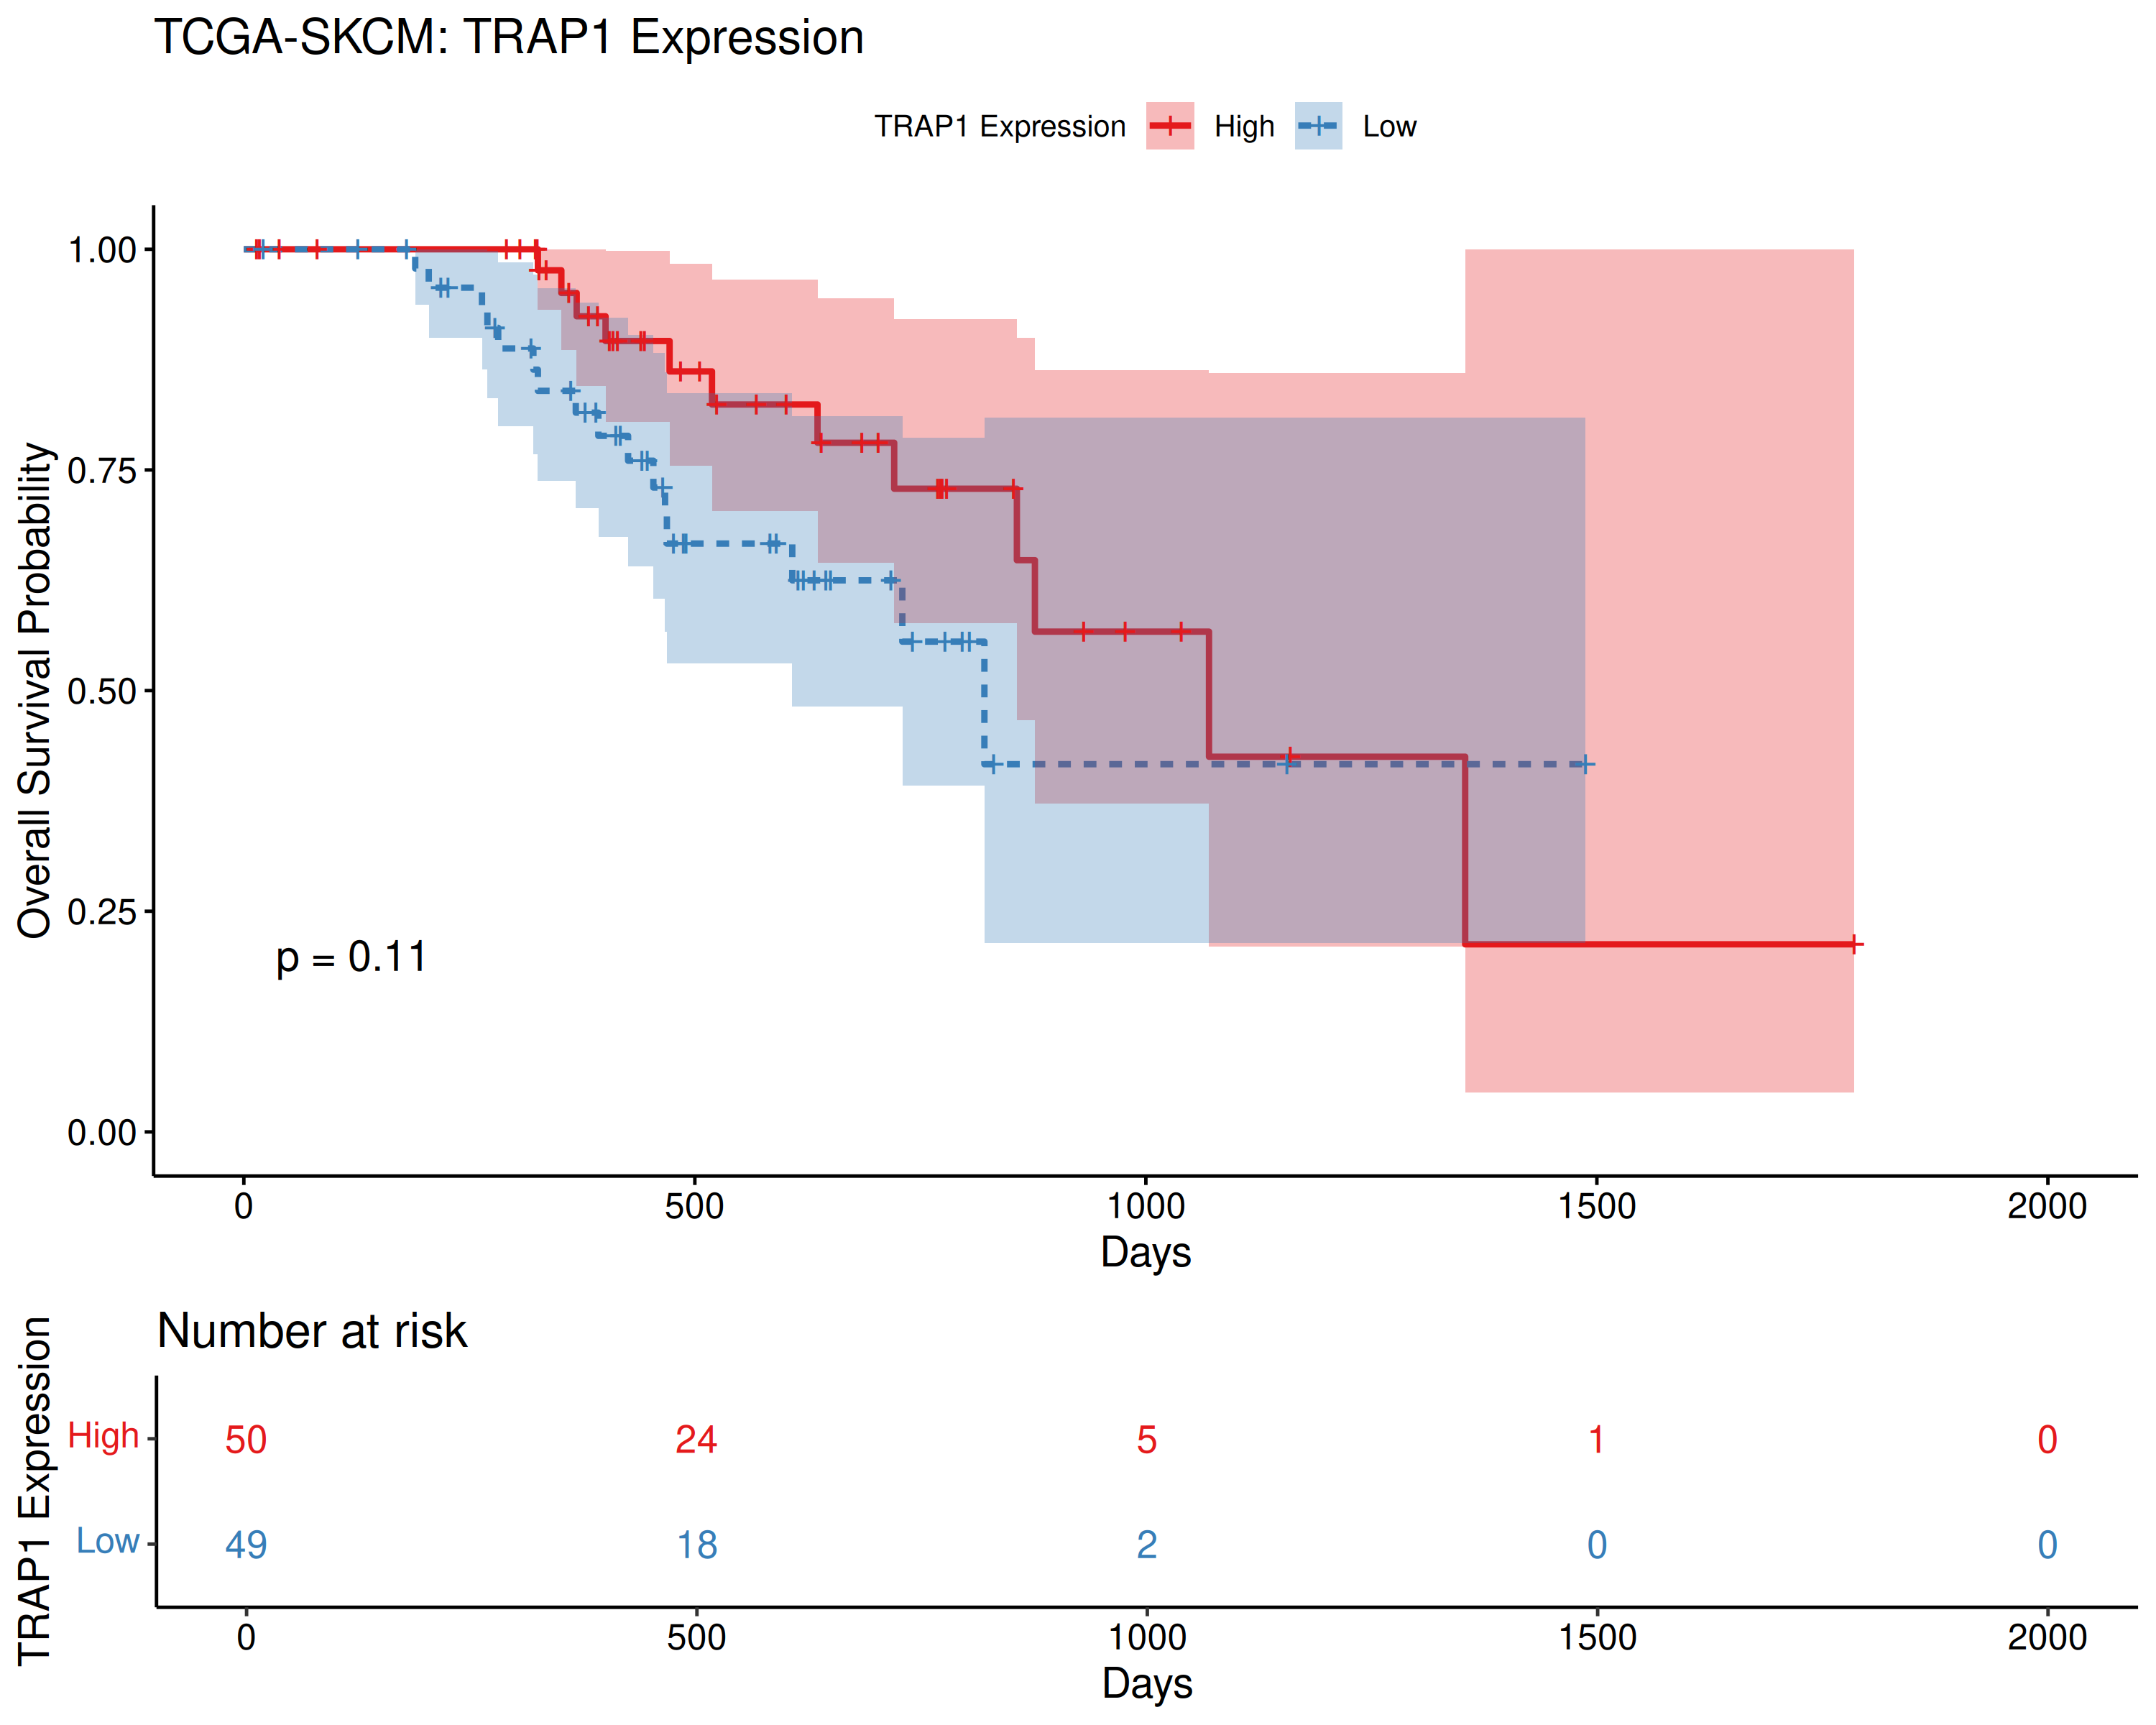 TCGA-SKCM: TRAP1 Expression
TRAP1 Expression High Low
Overall Survival Probability
1.00
0.75
0.50
0.25
0.00
p = 0.11
0 500 1000 1500 2000
Days
Number at risk
TRAP1 Expression
High 50 24 5 1 0
Low 49 18 2 0 0
0 500 1000 1500 2000
Days